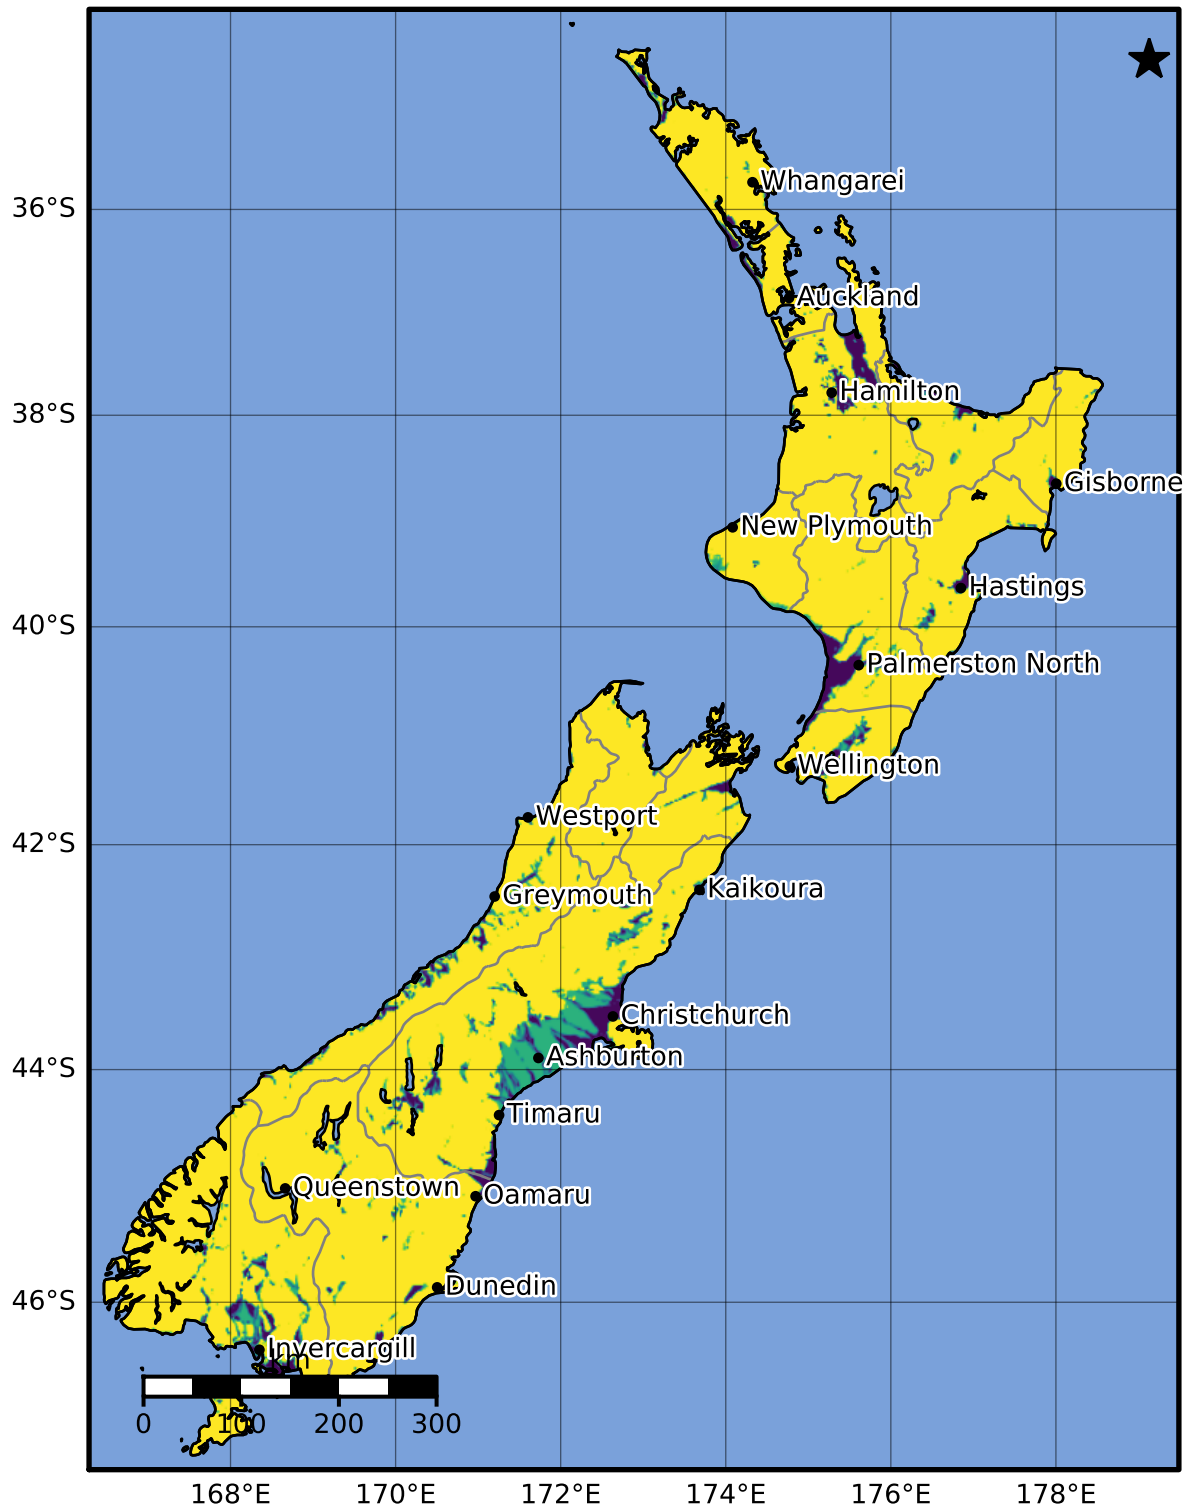 Whangarei
36°S
Auckland
Hamilton
38°S
Gisborne
New Plymouth
Hastings
40°S
Palmerston North
Wellington
Westport
42°S
Kaikoura
Greymouth
Christchurch
Ashburton
44°S
Timaru
Queenstown
Oamaru
Dunedin
46°S
Invercargill
km
0 100 200 300
168°E 170°E 172°E 174°E 176°E 178°E